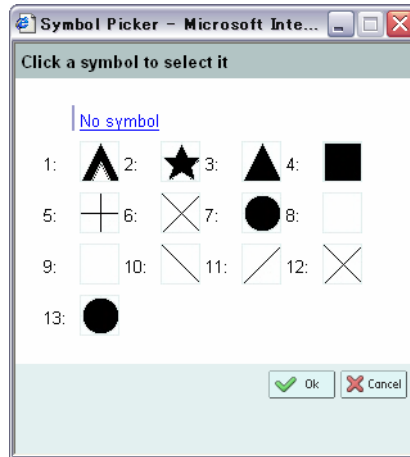 Symbol Picker - Microsoft Inte...
Click a symbol to select it
No symbol
1: 2: 3: 4:
5: 6: 7: 8:
9: 10: 11: 12:
13:
Ok Cancel